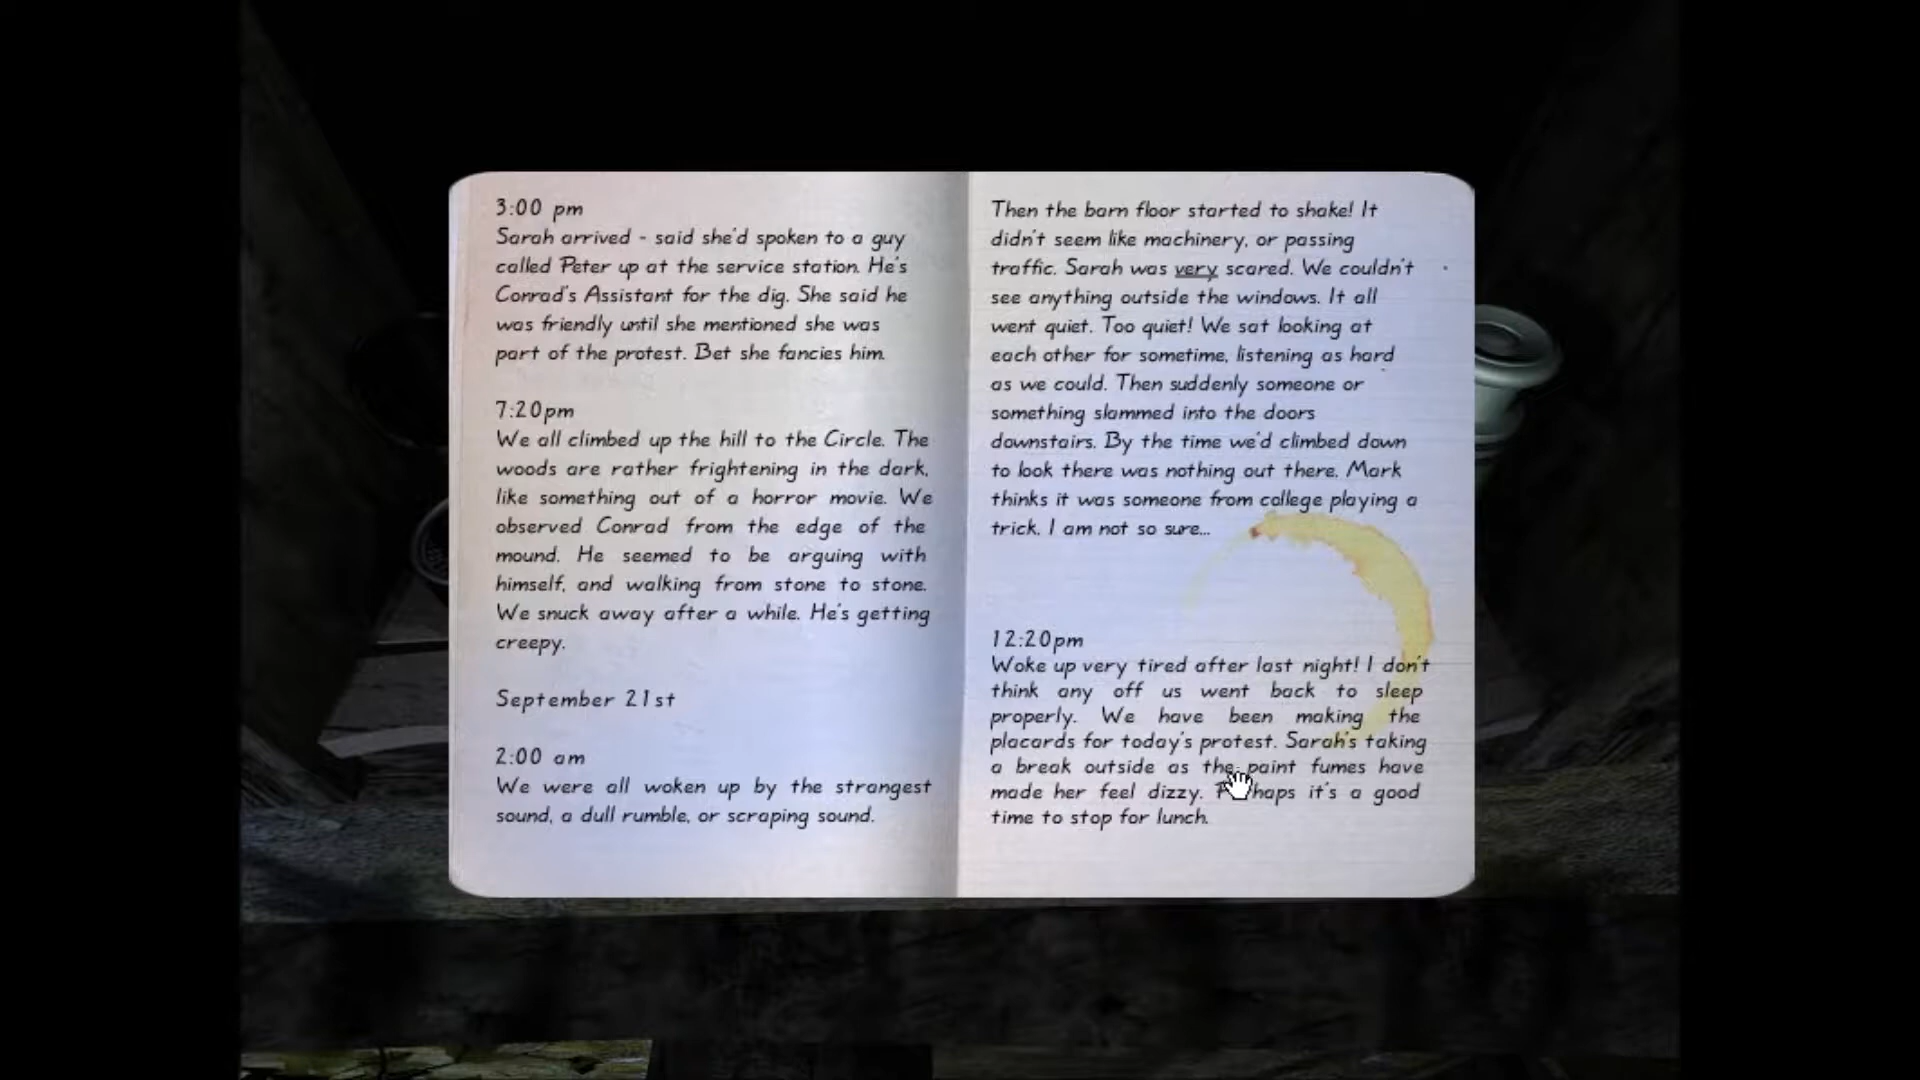 3:00 pm
Sarah arrived - said she'd spoken to a guy
called Peter up at the service station. He's
Conrad's Assistant for the dig. She said he
was friendly until she mentioned she was
part of the protest. Bet she fancies him.
7:20pm
We all climbed up the hill to the Circle. The
woods are rather frightening in the dark,
like something out of a horror movie. We
observed Conrad from the edge of the
mound. He seemed to be arguing with
himself, and walking from stone to stone.
We snuck away after a while. He's getting
creepy.
September 21st
2:00 am
We were all woken up by the strangest
sound, a dull rumble, or scraping sound.
Then the barn floor started to shake! It
didn't seem like machinery, or passing
traffic. Sarah was very scared. We couldn't
see anything outside the windows. It all
went quiet. Too quiet! We sat looking at
each other for sometime, listening as hard
as we could. Then suddenly someone or
something slammed into the doors
downstairs. By the time we'd climbed down
to look there was nothing out there. Mark
thinks it was someone from college playing a
trick. I am not so sure...
12:20pm
Woke up very tired after last night! I don't
think any off us went back to sleep
properly. We have been making the
placards for today's protest. Sarah's taking
a break outside as the paint fumes have
made her feel dizzy. Perhaps it's a good
time to stop for lunch.